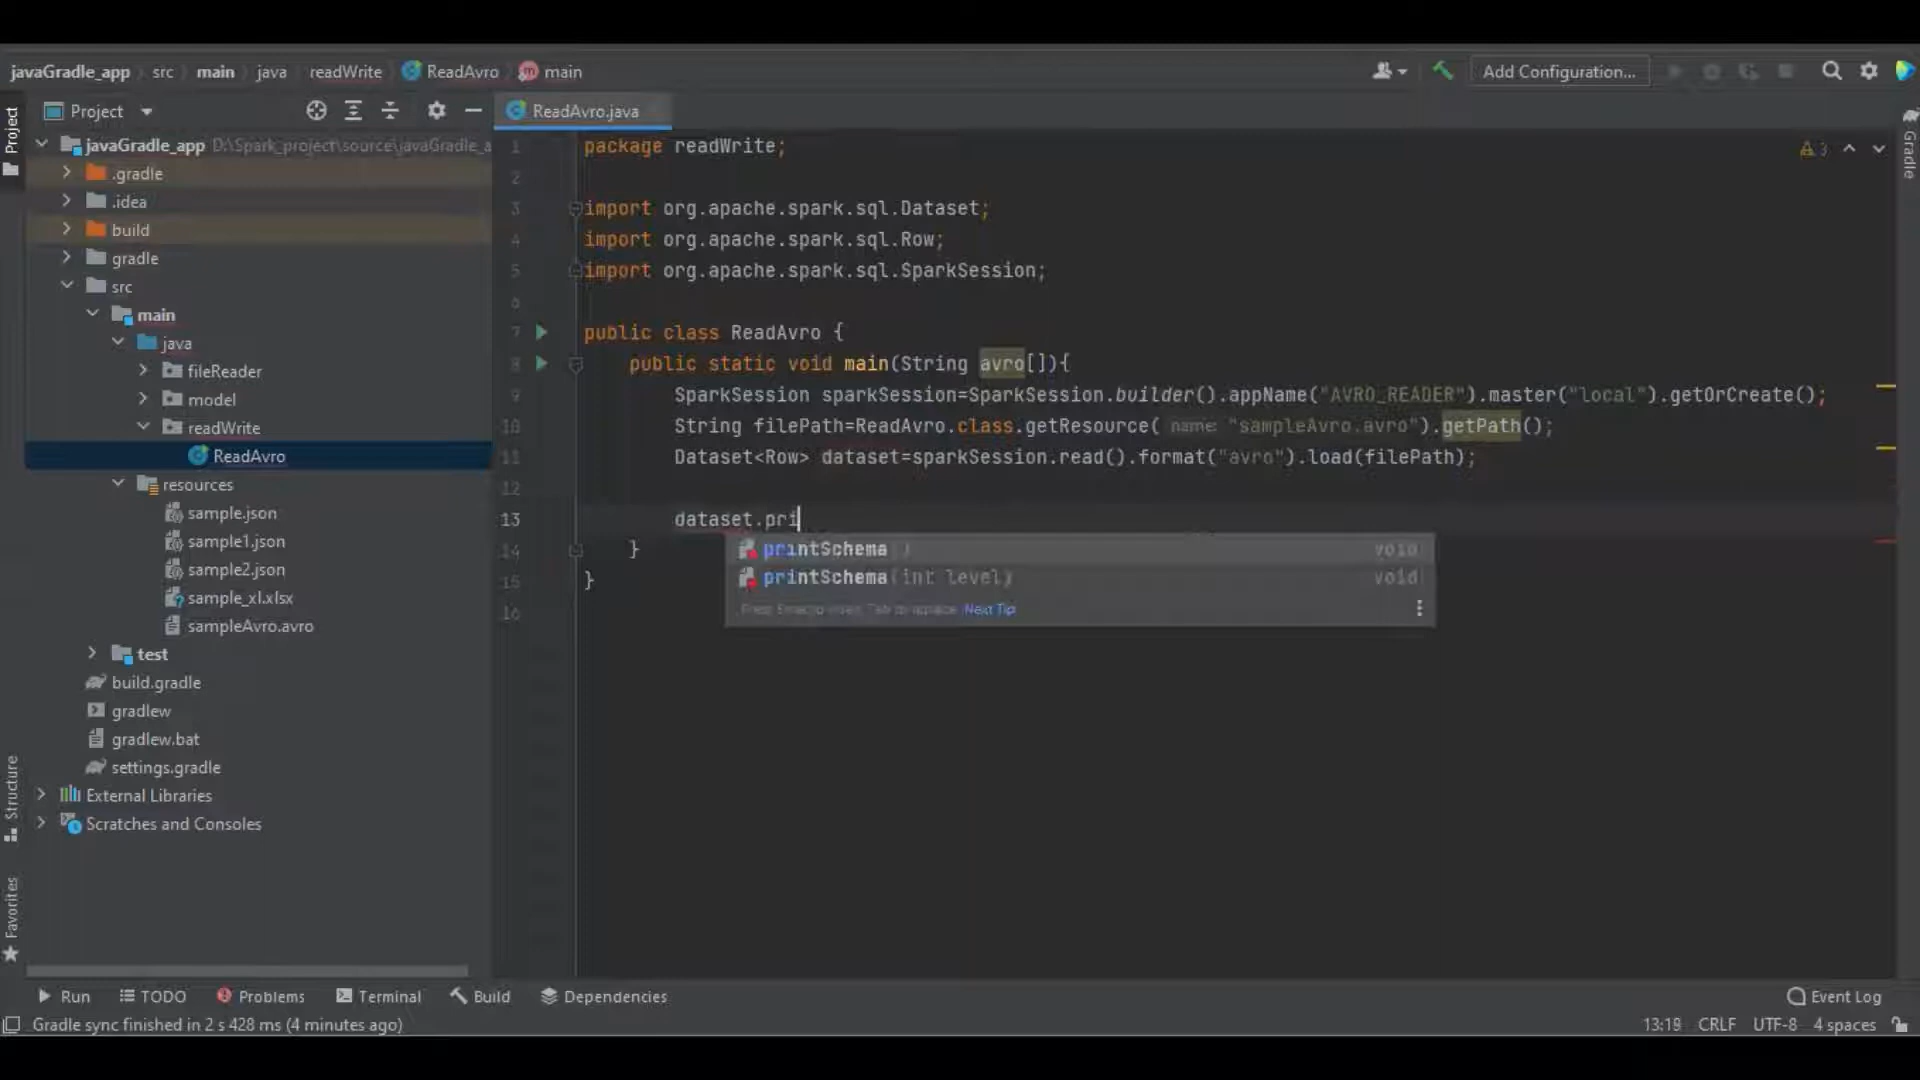 javaGradle_app src main java readWrite ReadAvro main Add Configuration...
Project
ReadAvro.java
Project
Gradle
javaGradle_app D:\Spark_project\source\javaGradle_a
.gradle
.idea
build
gradle
src
main
java
fileReader
model
readWrite
ReadAvro
resources
sample.json
sample1.json
sample2.json
sample_xl.xlsx
sampleAvro.avro
test
build.gradle
gradlew
gradlew.bat
settings.gradle
External Libraries
Scratches and Consoles
Structure
Favorites
3
1 package readWrite;
2
3 import org.apache.spark.sql.Dataset;
4 import org.apache.spark.sql.Row;
5 import org.apache.spark.sql.SparkSession;
6
7 public class ReadAvro {
8 public static void main(String avro[]){
9 SparkSession sparkSession=SparkSession.builder().appName("AVRO_READER").master("local").getOrCreate();
10 String filePath=ReadAvro.class.getResource( name: "sampleAvro.avro").getPath();
11 Dataset<Row> dataset=sparkSession.read().format("avro").load(filePath);
12
13 dataset.pri
14 }
15 }
16
printSchema() void
printSchema(int level) void
Next Tip
Run TODO Problems Terminal Build Dependencies Event Log
Gradle sync finished in 2 s 428 ms (4 minutes ago) 13:19 CRLF UTF-8 4 spaces